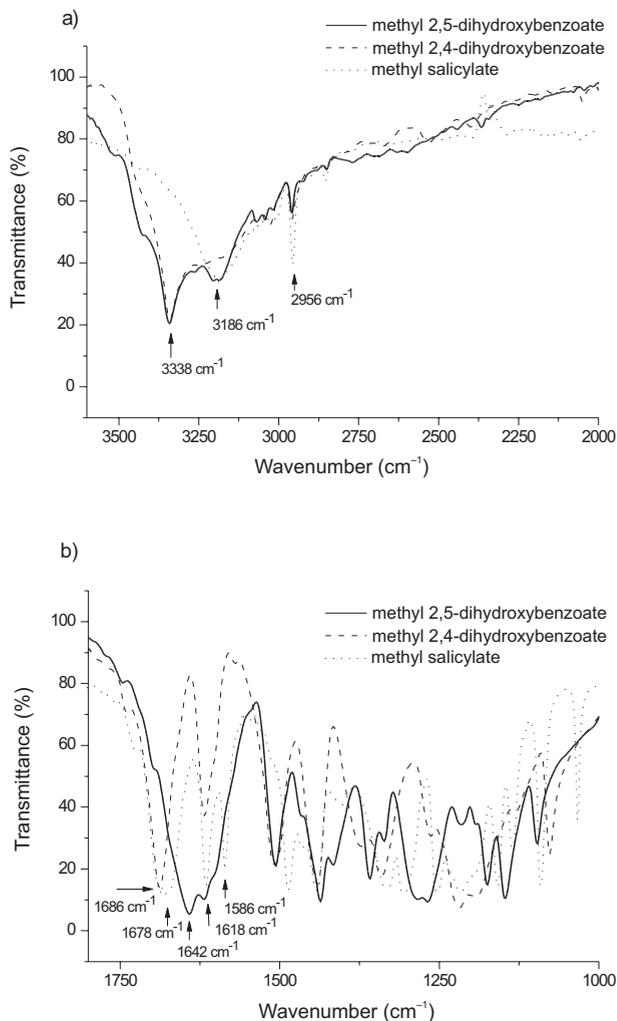 a)
methyl 2,5-dihydroxybenzoate
methyl 2,4-dihydroxybenzoate
methyl salicylate
100
80
60
40
20
0
Transmittance (%)
2956 cm⁻¹
3186 cm⁻¹
3338 cm⁻¹
3500 3250 3000 2750 2500 2250 2000
Wavenumber (cm⁻¹)
b)
methyl 2,5-dihydroxybenzoate
methyl 2,4-dihydroxybenzoate
methyl salicylate
100
80
60
40
20
0
Transmittance (%)
1686 cm⁻¹
1586 cm⁻¹
1678 cm⁻¹
1618 cm⁻¹
1642 cm⁻¹
1750 1500 1250 1000
Wavenumber (cm⁻¹)